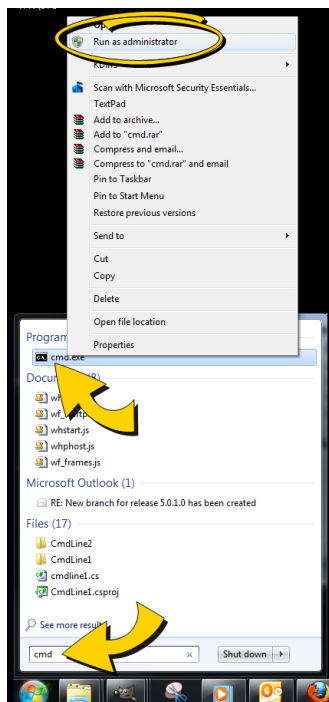 Run as administrator
Scan with Microsoft Security Essentials...
TextPad
Add to archive...
Add to "cmd.rar"
Compress and email...
Compress to "cmd.rar" and email
Pin to Taskbar
Pin to Start Menu
Restore previous versions
Send to
Cut
Copy
Delete
Open file location
Properties
cmd.exe
(8)
whstart.js
whphost.js
wf_frames.js
Microsoft Outlook (1)
RE: New branch for release 5.0.1.0 has been created
Files (17)
CmdLine2
CmdLine1
cmdline1.cs
CmdLine1.csproj
See more
cmd
x
Shut down